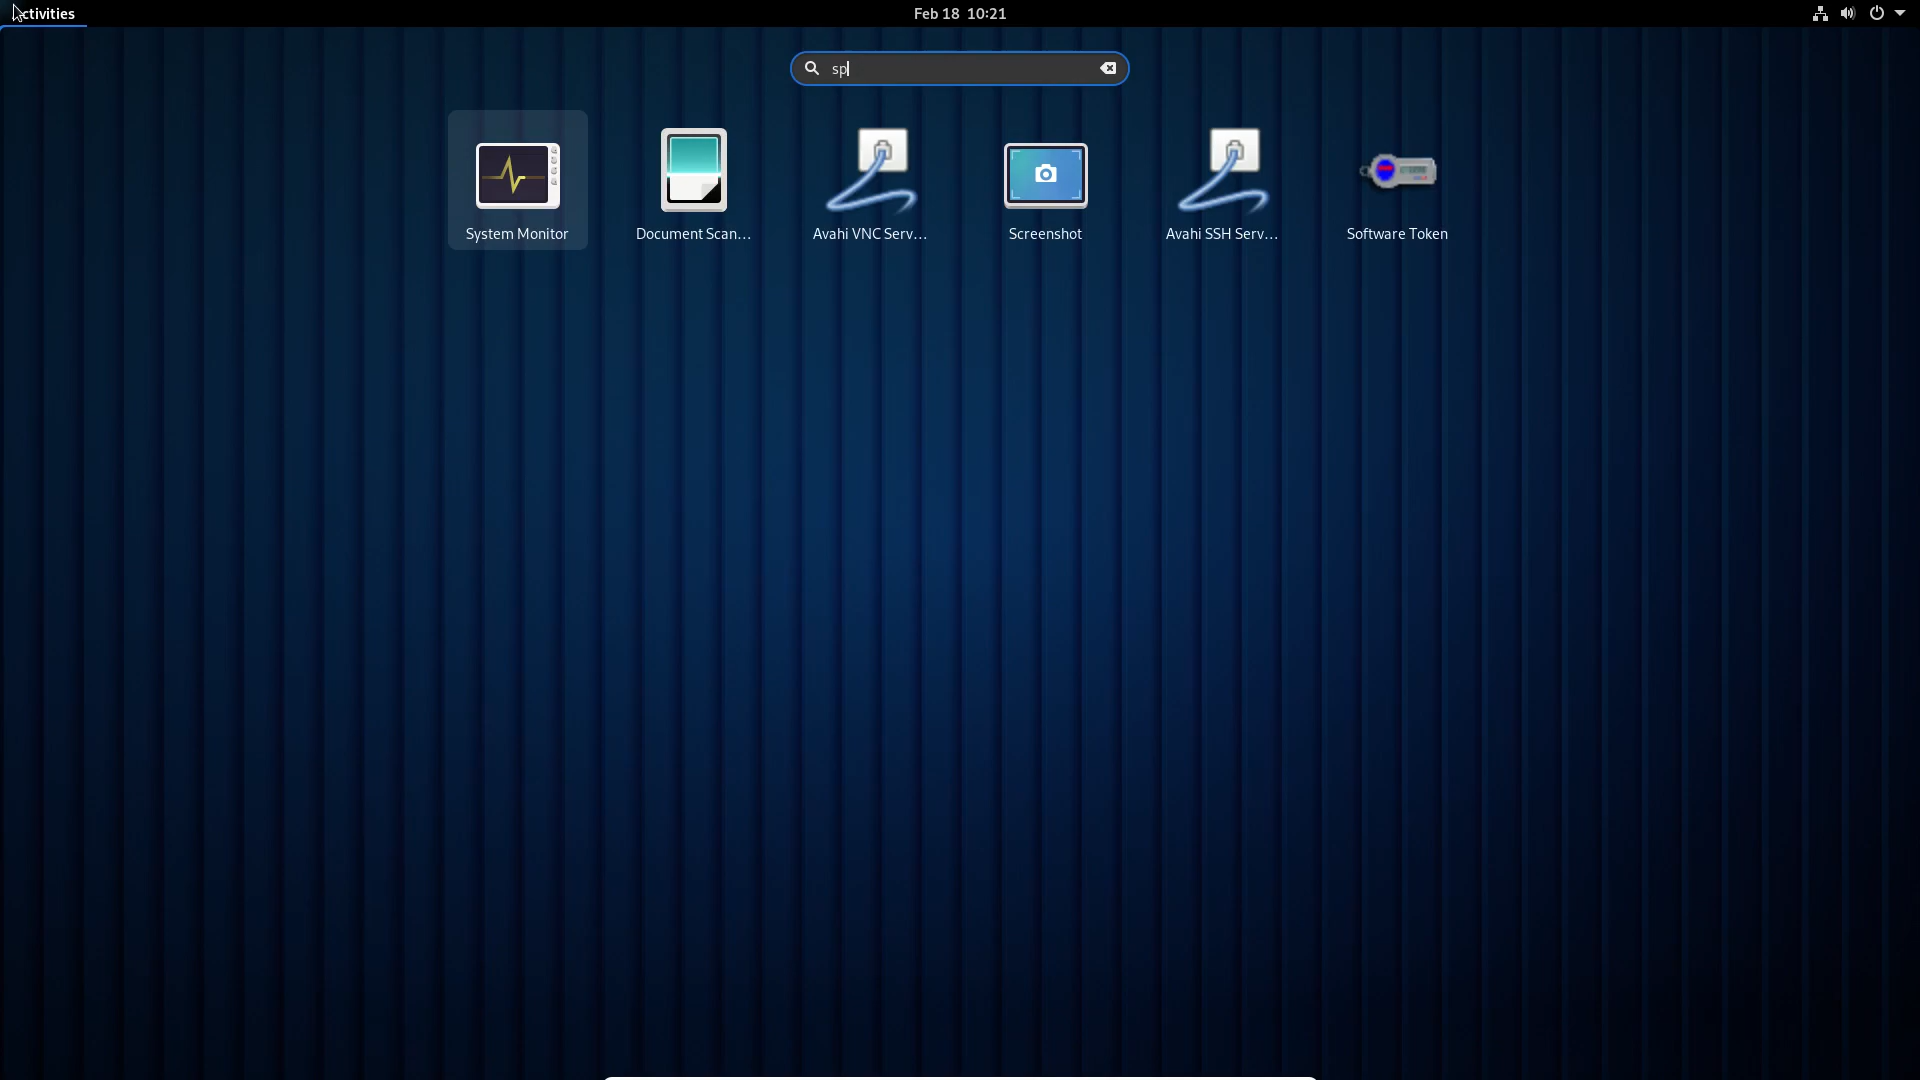 Activities
Feb 18 10:21
sp
System Monitor
Document Scan...
Avahi VNC Serv...
Screenshot
Avahi SSH Serv...
Software Token